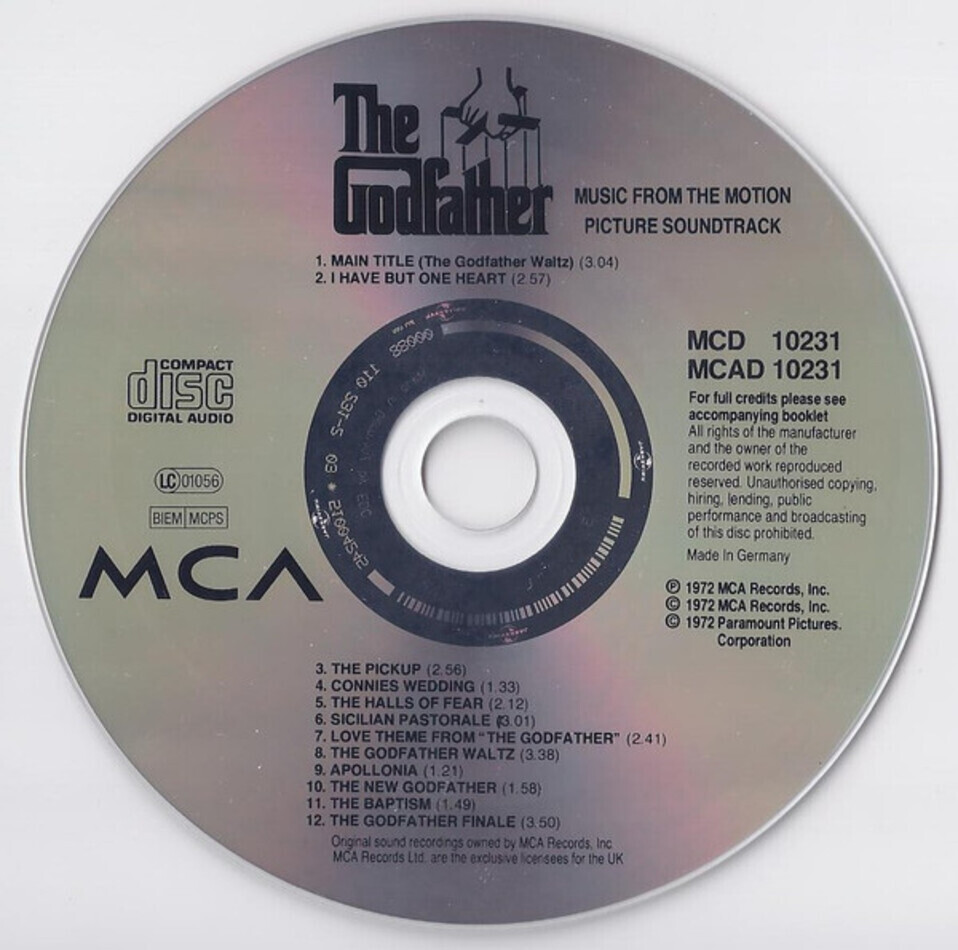 The
Godfather
MUSIC FROM THE MOTION
PICTURE SOUNDTRACK
1. MAIN TITLE (The Godfather Waltz) (3.04)
2. I HAVE BUT ONE HEART (2.57)
COMPACT
disc
DIGITAL AUDIO
LC 01056
BIEM MCPS
MCA
MCD 10231
MCAD 10231
For full credits please see
accompanying booklet
All rights of the manufacturer
and the owner of the
recorded work reproduced
reserved. Unauthorised copying,
hiring, lending, public
performance and broadcasting
of this disc prohibited.
Made In Germany
℗ 1972 MCA Records, Inc.
© 1972 MCA Records, Inc.
© 1972 Paramount Pictures.
Corporation
3. THE PICKUP (2.56)
4. CONNIES WEDDING (1.33)
5. THE HALLS OF FEAR (2.12)
6. SICILIAN PASTORALE (3.01)
7. LOVE THEME FROM "THE GODFATHER" (2.41)
8. THE GODFATHER WALTZ (3.38)
9. APOLLONIA (1.21)
10. THE NEW GODFATHER (1.58)
11. THE BAPTISM (1.49)
12. THE GODFATHER FINALE (3.50)
Original sound recordings owned by MCA Records, Inc
MCA Records Ltd. are the exclusive licensees for the UK